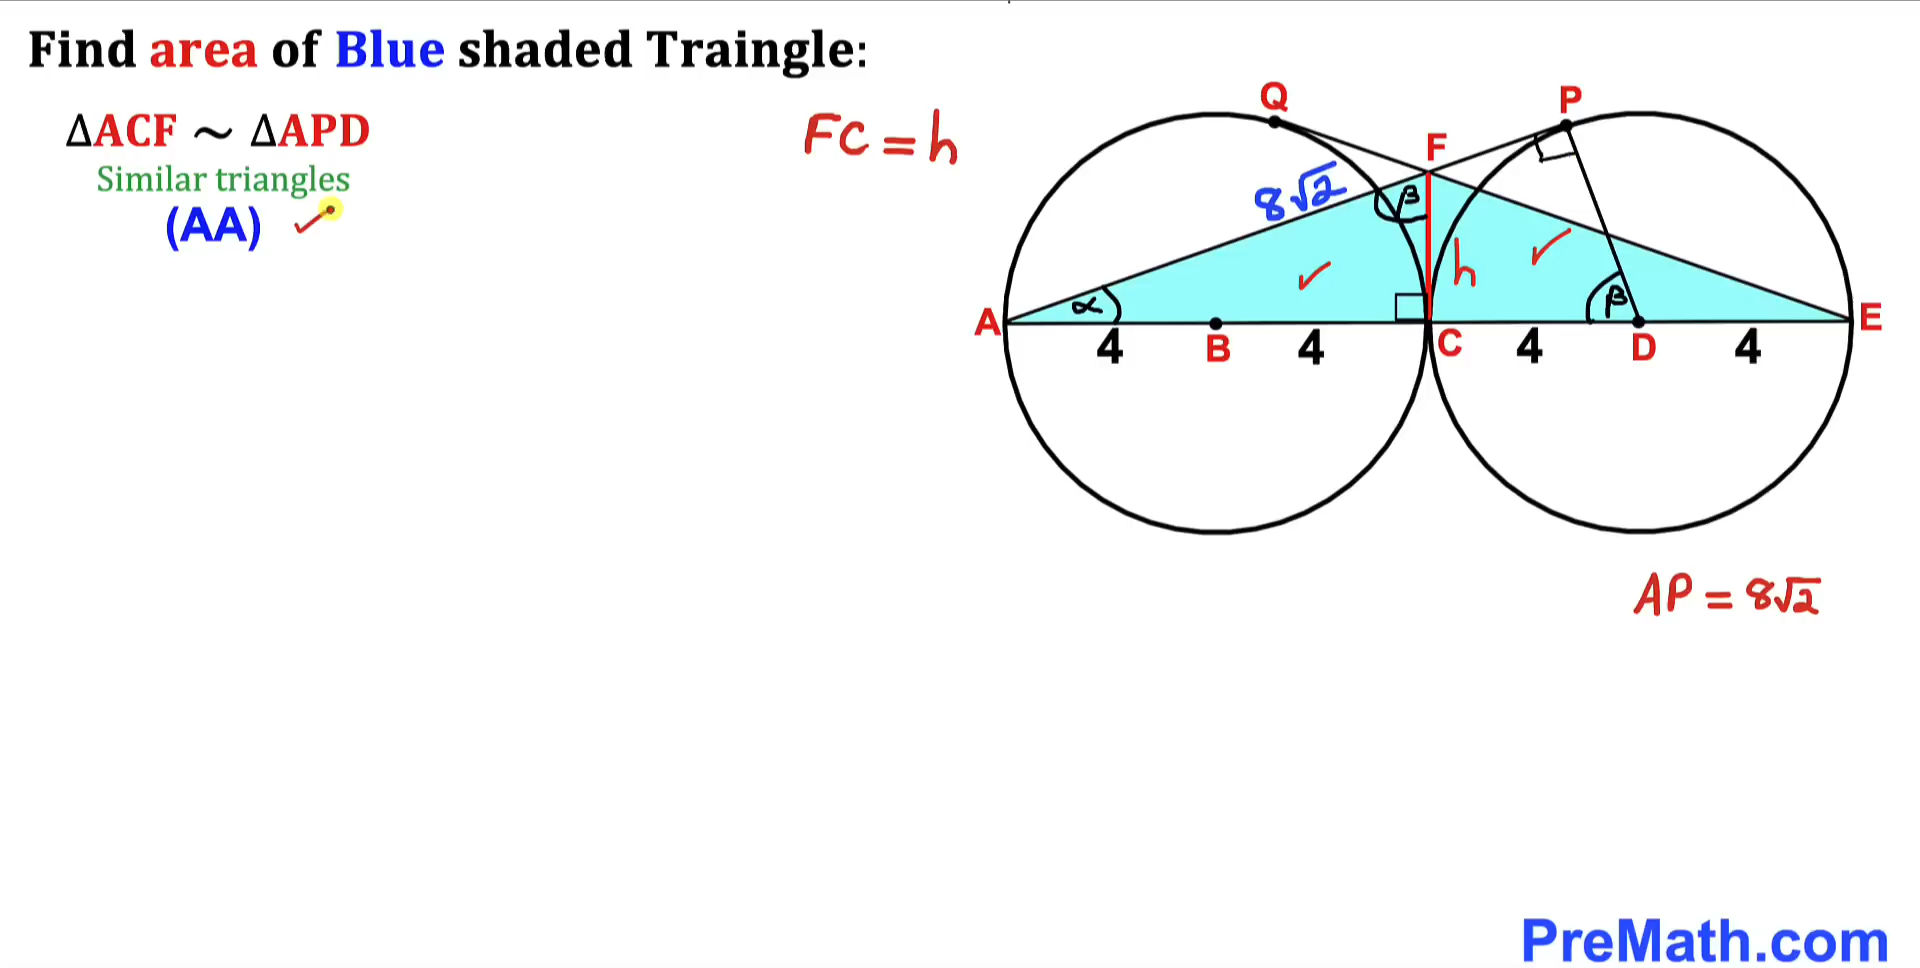 Find area of Blue shaded Traingle:
ΔACF ~ ΔAPD
Similar triangles
(AA)
FC = h
Q
P
F
8√2
β
h
A
α
β
E
4
B
4
C
4
D
4
AP = 8√2
PreMath.com